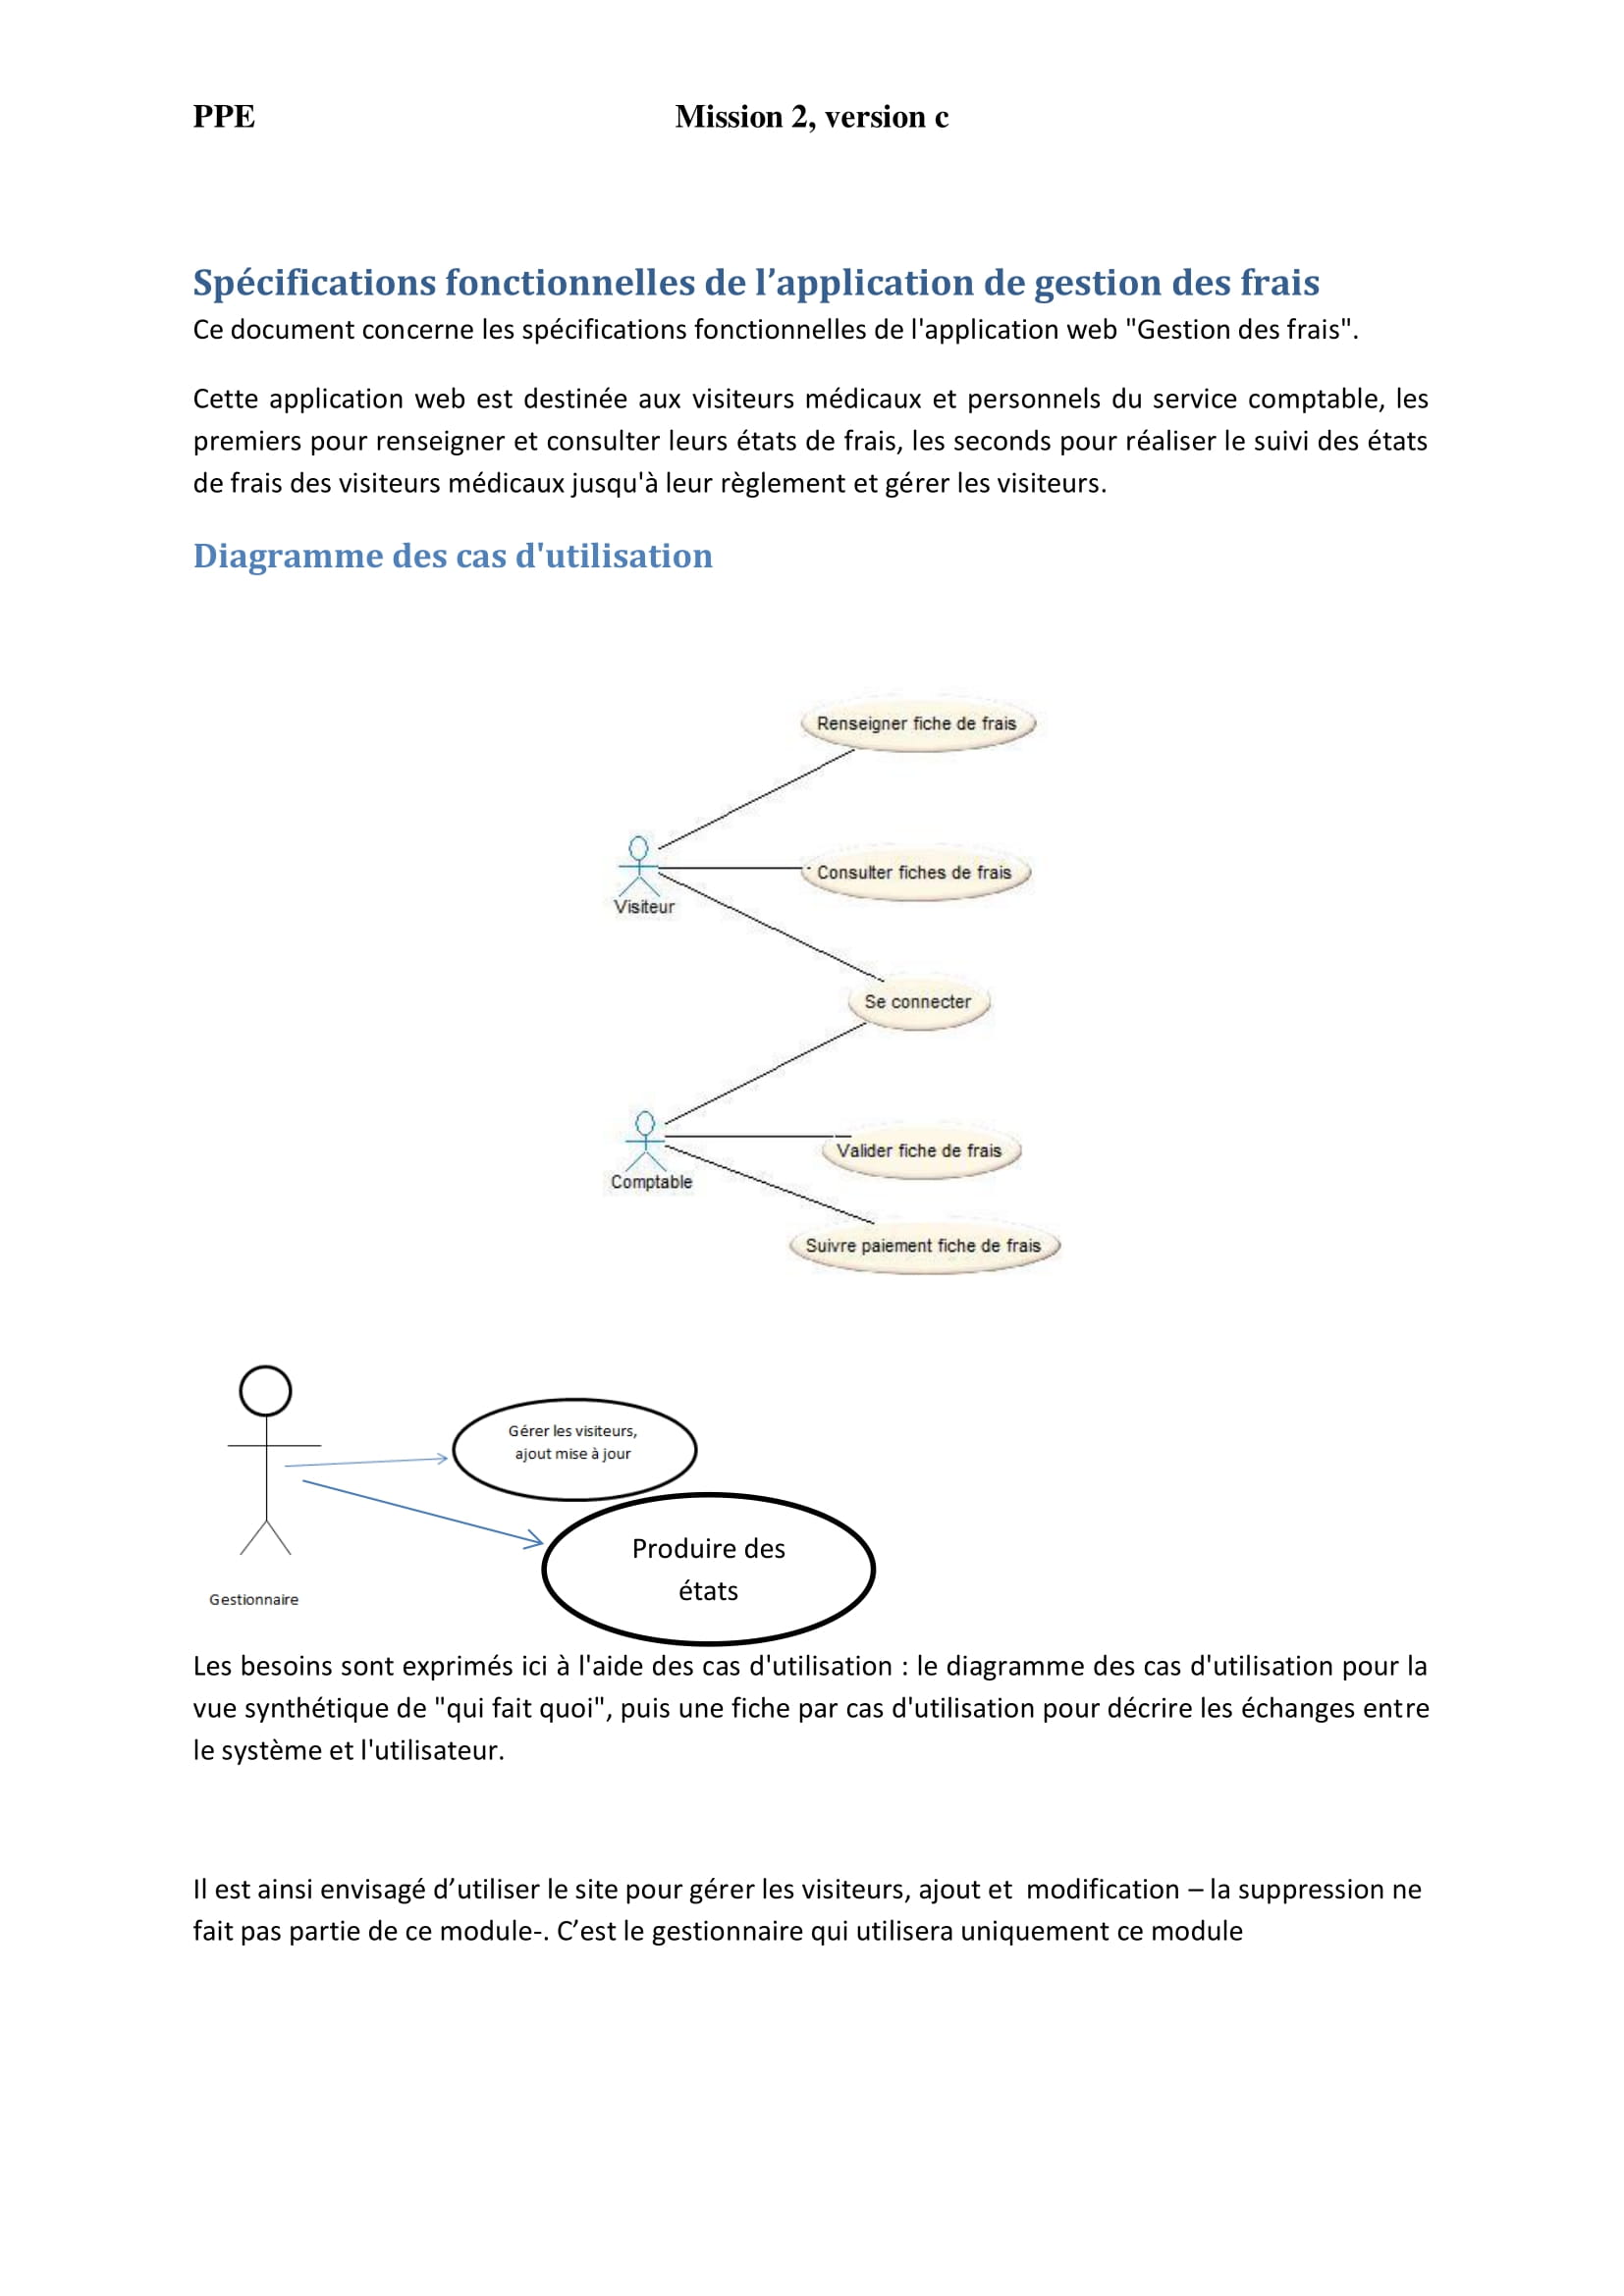 PPE Mission 2, version c
Spécifications fonctionnelles de l’application de gestion des frais
Ce document concerne les spécifications fonctionnelles de l'application web "Gestion des frais".
Cette application web est destinée aux visiteurs médicaux et personnels du service comptable, les
premiers pour renseigner et consulter leurs états de frais, les seconds pour réaliser le suivi des états
de frais des visiteurs médicaux jusqu'à leur règlement et gérer les visiteurs.
Diagramme des cas d'utilisation
Renseigner fiche de frais
Consulter fiches de frais
Visiteur
Se connecter
Valider fiche de frais
Comptable
Suivre paiement fiche de frais
Gérer les visiteurs,
ajout mise à jour
Produire des
états
Gestionnaire
Les besoins sont exprimés ici à l'aide des cas d'utilisation : le diagramme des cas d'utilisation pour la
vue synthétique de "qui fait quoi", puis une fiche par cas d'utilisation pour décrire les échanges entre
le système et l'utilisateur.
Il est ainsi envisagé d’utiliser le site pour gérer les visiteurs, ajout et  modification – la suppression ne
fait pas partie de ce module-. C’est le gestionnaire qui utilisera uniquement ce module